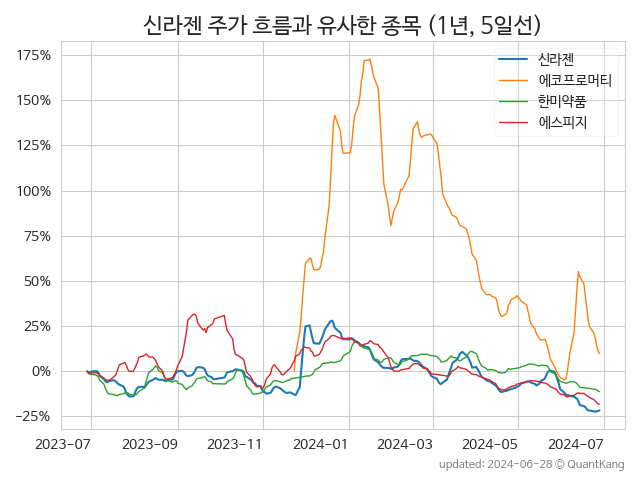 신라젠 주가 흐름과 유사한 종목 (1년, 5일선)
175%
150%
125%
100%
75%
50%
25%
0%
−25%
신라젠
에코프로머티
한미약품
에스피지
2023-07 2023-09 2023-11 2024-01 2024-03 2024-05 2024-07
updated: 2024-06-28 © QuantKang